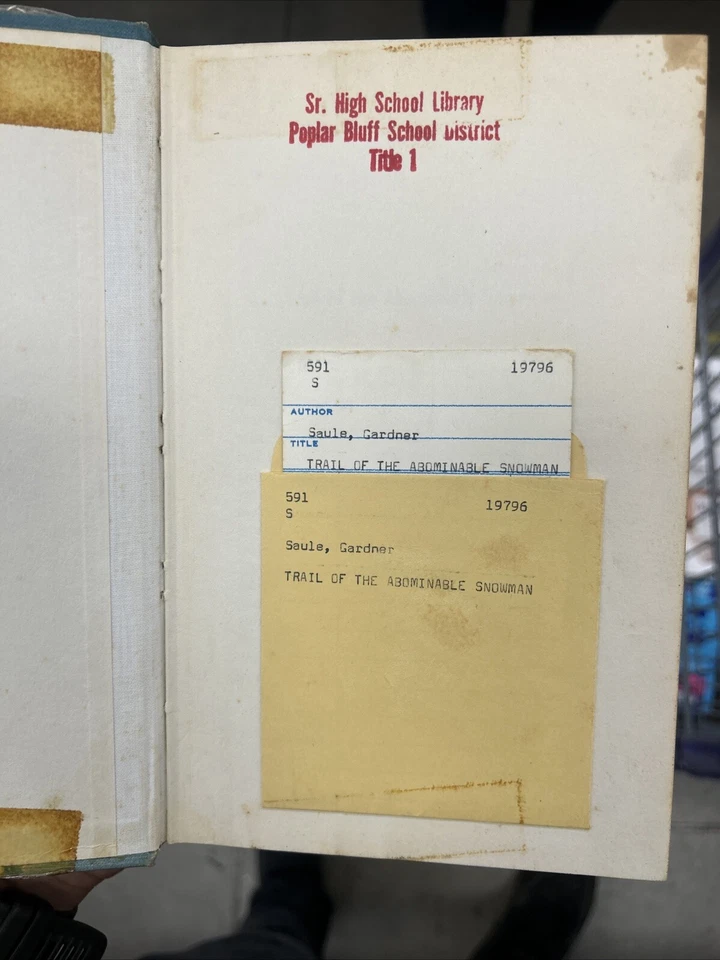 Sr. High School Library
Poplar Bluff School District
Title 1
591 19796
S
AUTHOR
Saule, Gardner
TITLE
TRAIL OF THE ABOMINABLE SNOWMAN
591 19796
S
Saule, Gardner
TRAIL OF THE ABOMINABLE SNOWMAN